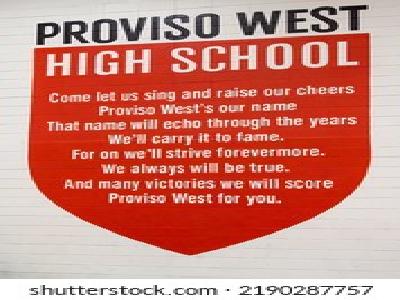 PROVISO WEST
HIGH SCHOOL
Come let us sing and raise our cheers
Proviso West's our name
That name will echo through the years
We'll carry it to fame.
For on we'll strive forevermore.
We always will be true.
And many victories we will score
Proviso West for you.
shutterstock.com · 2190287757